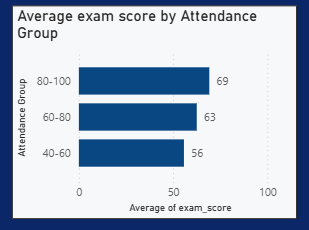 Average exam score by Attendance
Group
Attendance Group
80-100 69
60-80 63
40-60 56
0 50 100
Average of exam_score